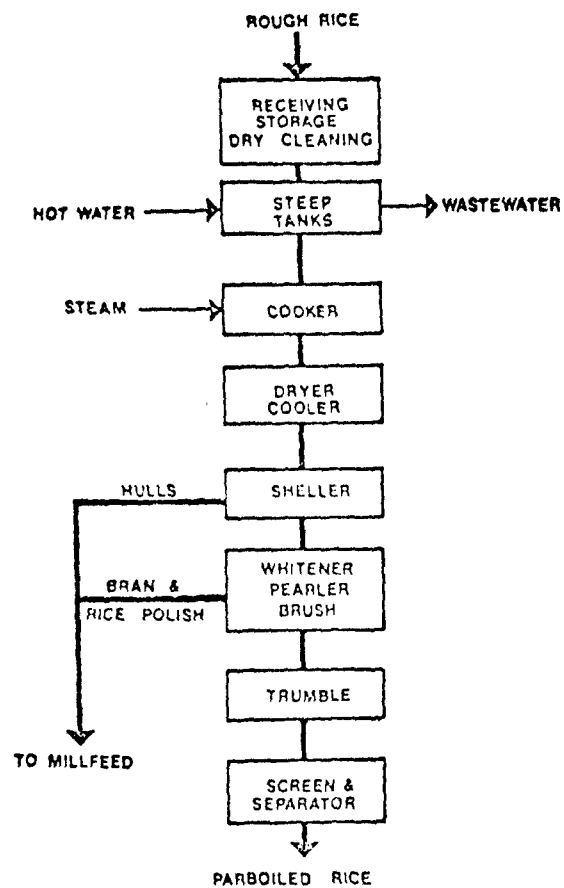 ROUGH RICE
RECEIVING
STORAGE
DRY CLEANING
HOT WATER
STEEP
TANKS
WASTEWATER
STEAM
COOKER
DRYER
COOLER
HULLS
SHELLER
BRAN &
RICE POLISH
WHITENER
PEARLER
BRUSH
TRUMBLE
TO MILLFEED
SCREEN &
SEPARATOR
PARBOILED RICE